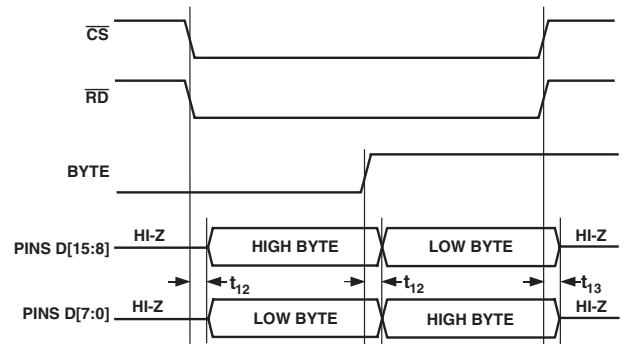 CS
RD
BYTE
PINS D[15:8] HI-Z HIGH BYTE LOW BYTE HI-Z
t12 t12 t13
PINS D[7:0] HI-Z LOW BYTE HIGH BYTE HI-Z